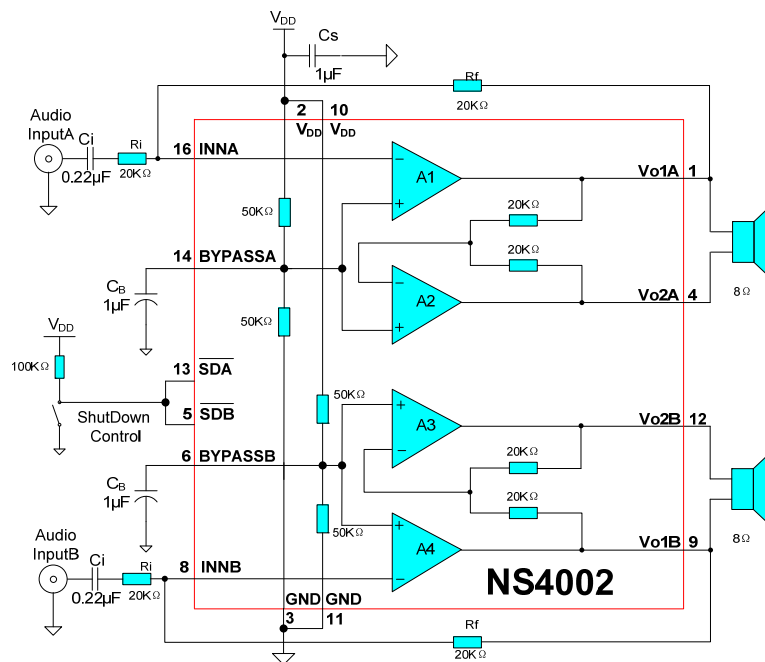 VDD
Cs
1µF
Rf
20KΩ
Audio
InputA
Ci
0.22µF
Ri
20KΩ
2 10
VDD VDD
16 INNA
A1
Vo1A 1
50KΩ
20KΩ
20KΩ
14 BYPASSA
CB
1µF
A2
8Ω
Vo2A 4
50KΩ
VDD
100KΩ
13 SDA
5 SDB
ShutDown
Control
50KΩ
A3
Vo2B 12
6 BYPASSB
20KΩ
20KΩ
CB
1µF
50KΩ
A4
Vo1B 9
8Ω
Audio
InputB
Ci
0.22µF
Ri
20KΩ
8 INNB
NS4002
GND GND
3 11
Rf
20KΩ